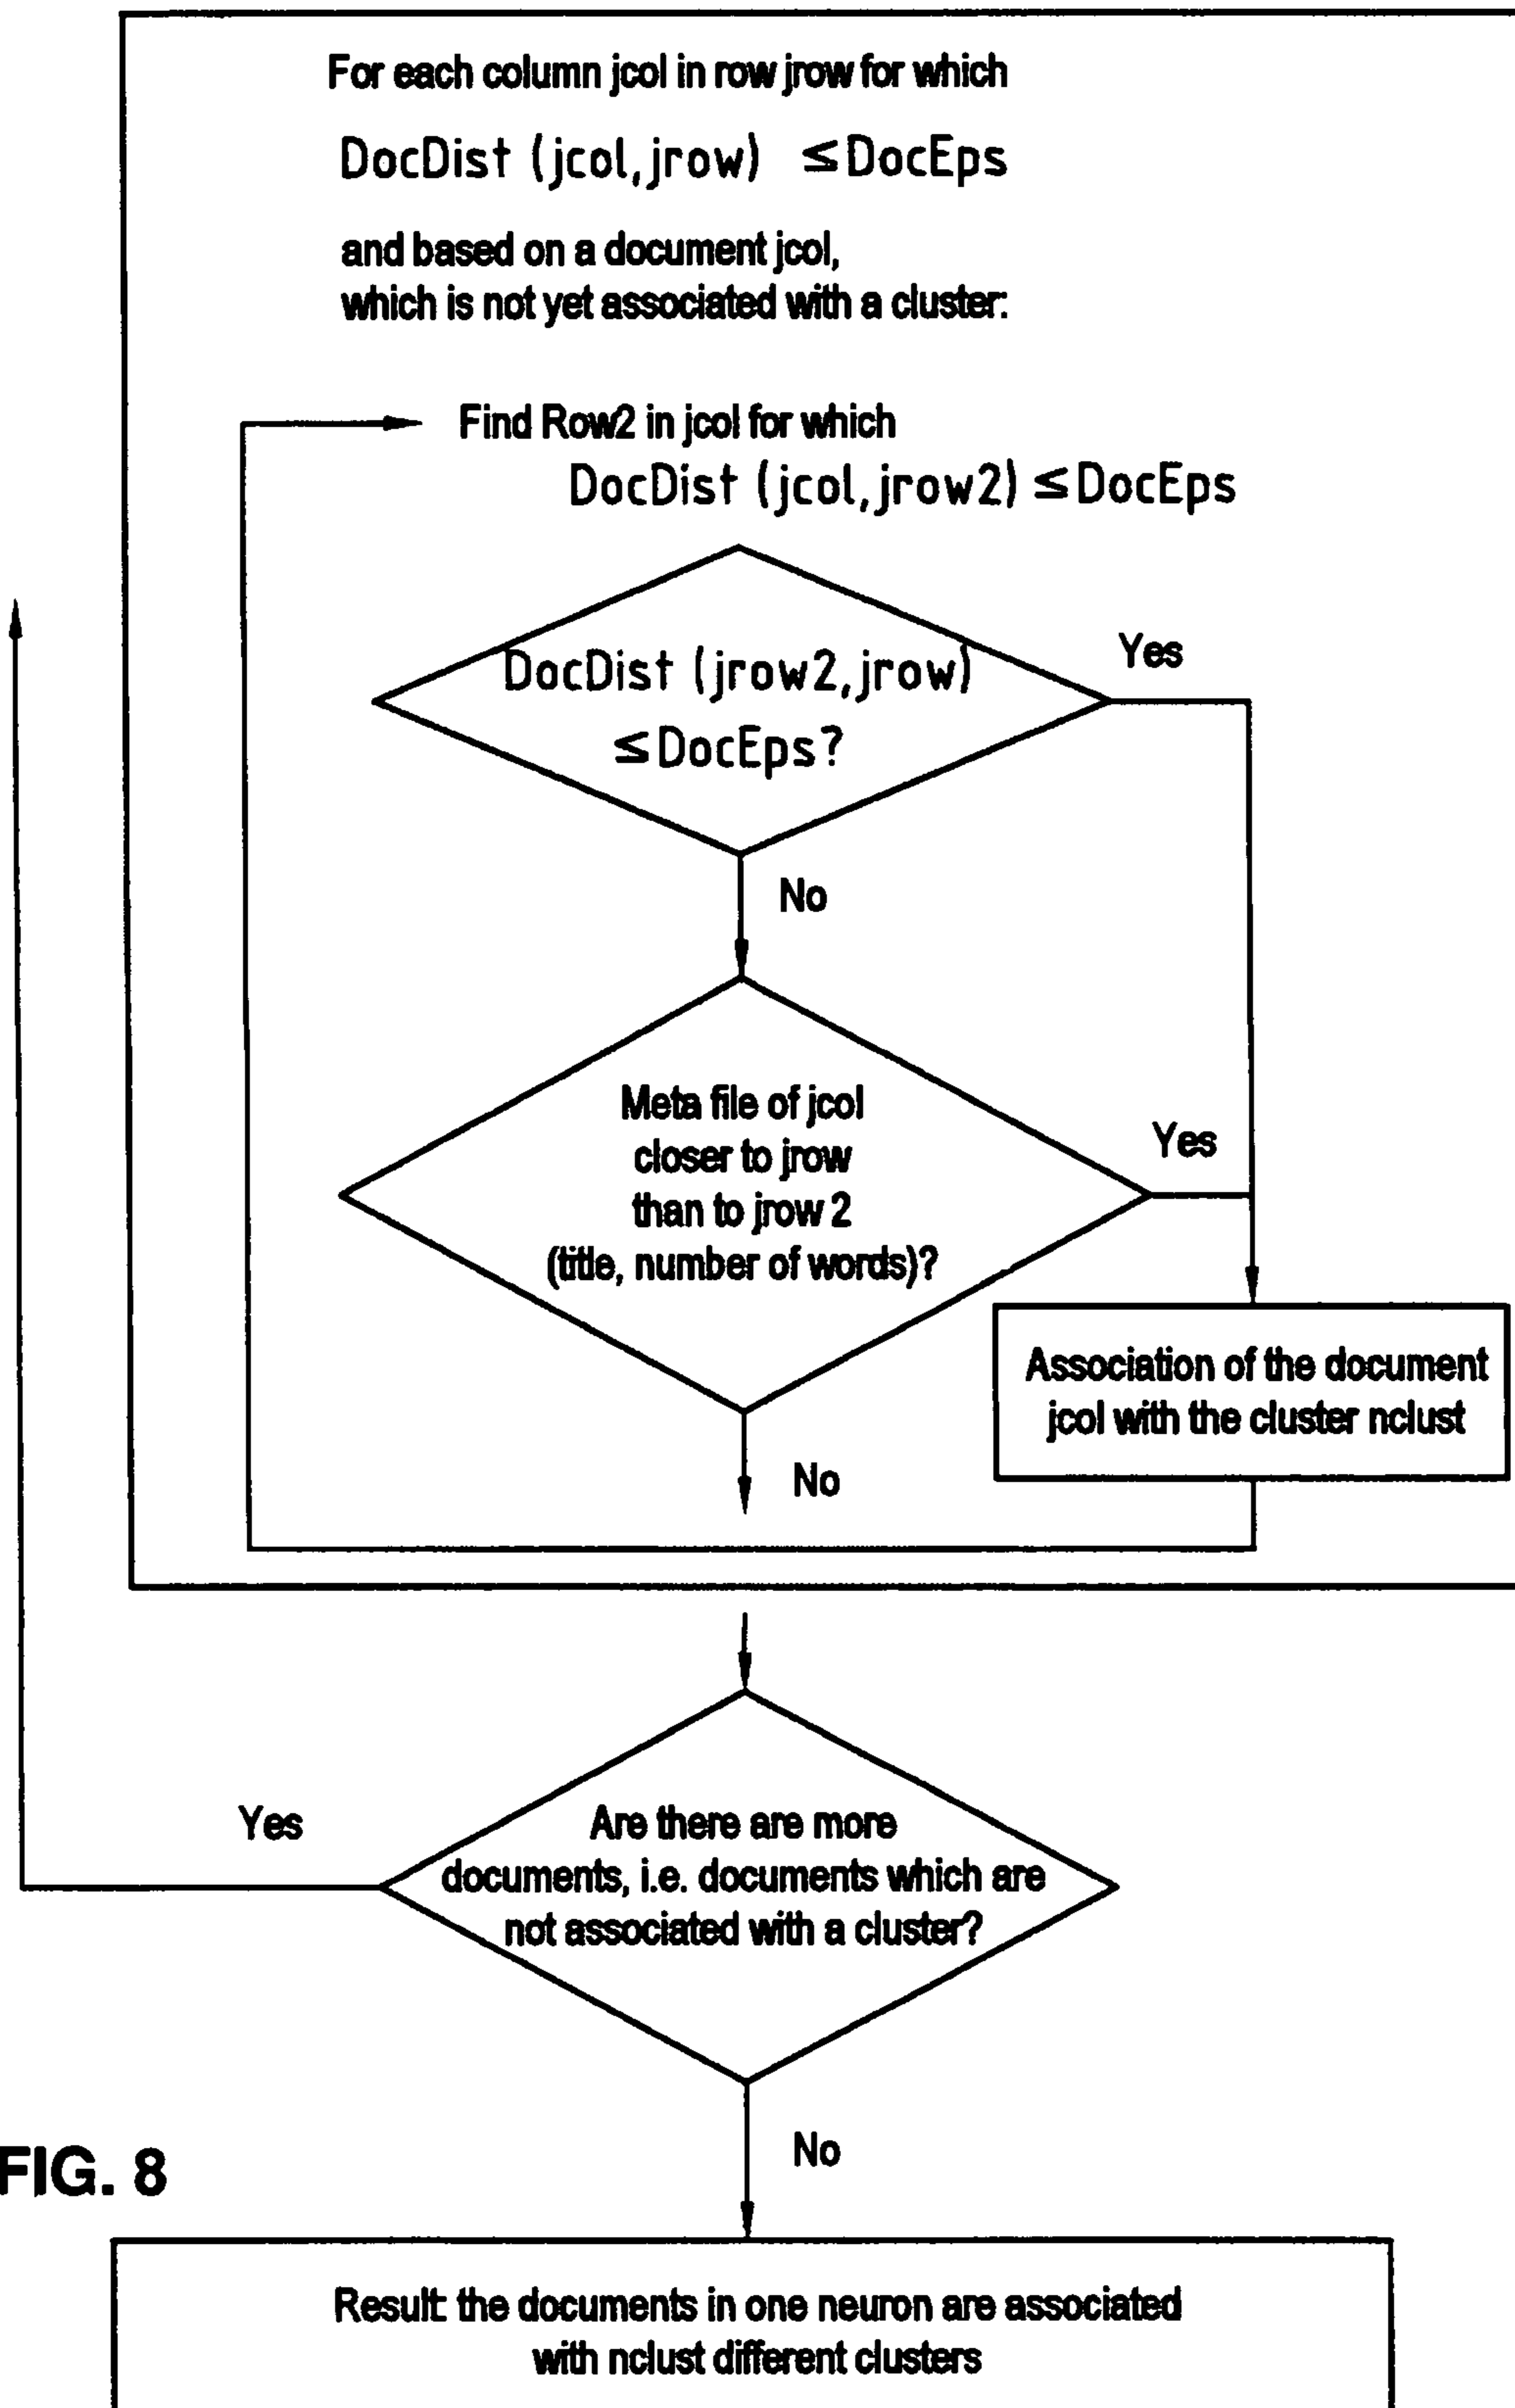 For each column jcol in row jrow for which
DocDist (jcol,jrow) ≤DocEps
and based on a document jcol,
which is not yet associated with a cluster:
Find Row2 in jcol for which
DocDist (jcol,jrow2) ≤DocEps
DocDist (jrow2,jrow)
≤DocEps?
Yes
No
Meta file of jcol
closer to jrow
than to jrow 2
(title, number of words)?
Yes
Association of the document
jcol with the cluster nclust
No
Are there are more
documents, i.e. documents which are
not associated with a cluster?
Yes
No
FIG. 8
Result: the documents in one neuron are associated
with nclust different clusters